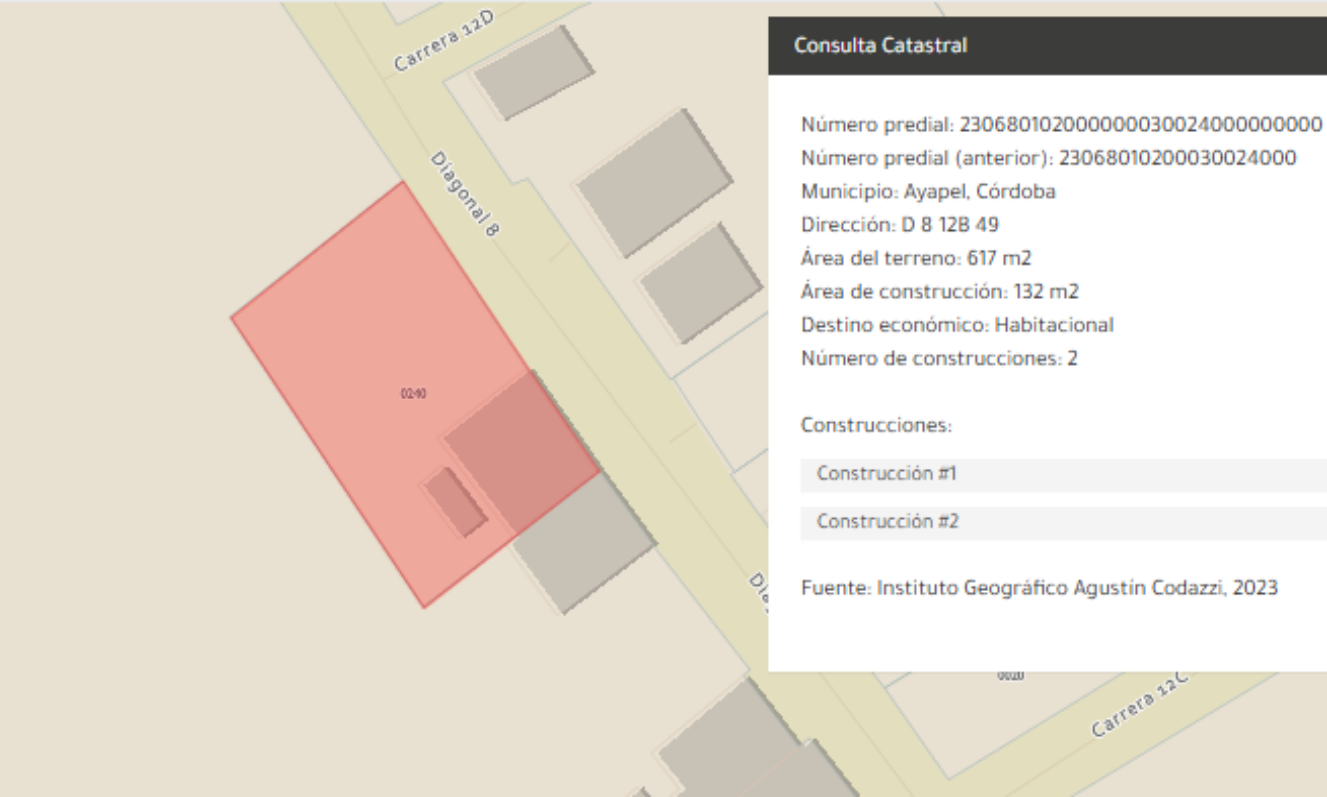 Carrera 12D
Diagonal 8
0240
Consulta Catastral
Número predial: 230680102000000030024000000000
Número predial (anterior): 23068010200030024000
Municipio: Ayapel, Córdoba
Dirección: D 8 12B 49
Área del terreno: 617 m2
Área de construcción: 132 m2
Destino económico: Habitacional
Número de construcciones: 2
Construcciones:
Construcción #1
Construcción #2
Fuente: Instituto Geográfico Agustín Codazzi, 2023
Carrera 12C